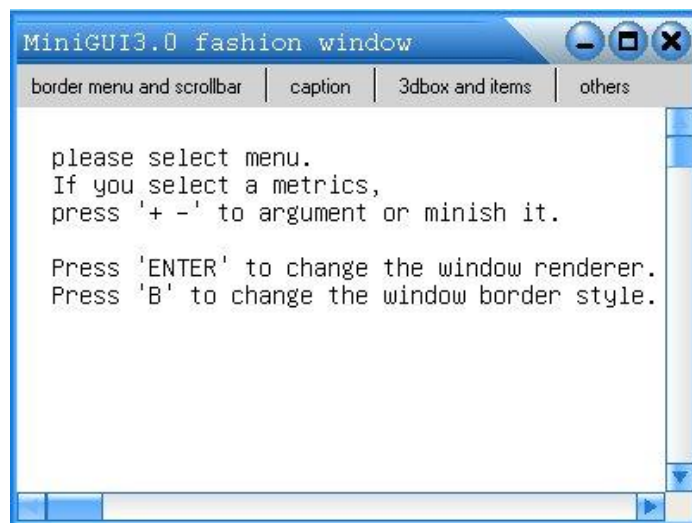 MiniGUI3.0 fashion window
border menu and scrollbar caption 3dbox and items others
please select menu.
If you select a metrics,
press '+ -' to argument or minish it.
Press 'ENTER' to change the window renderer.
Press 'B' to change the window border style.